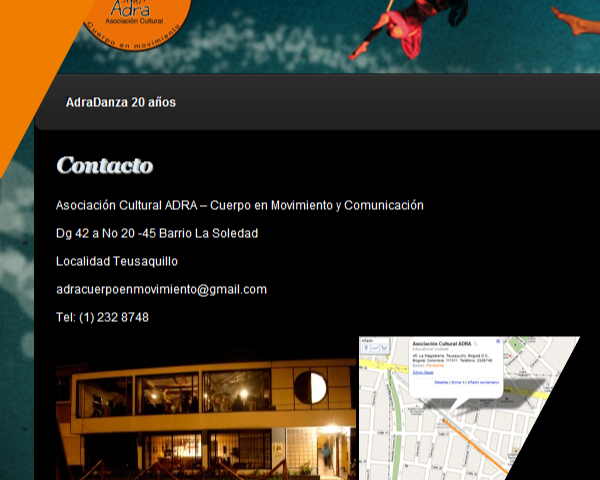 Adra
Asociación Cultural
Cuerpo en movimiento
AdraDanza 20 años
Contacto
Asociación Cultural ADRA – Cuerpo en Movimiento y Comunicación
Dg 42 a No 20 -45 Barrio La Soledad
Localidad Teusaquillo
adracuerpoenmovimiento@gmail.com
Tel: (1) 232 8748
Asociación Cultural ADRA